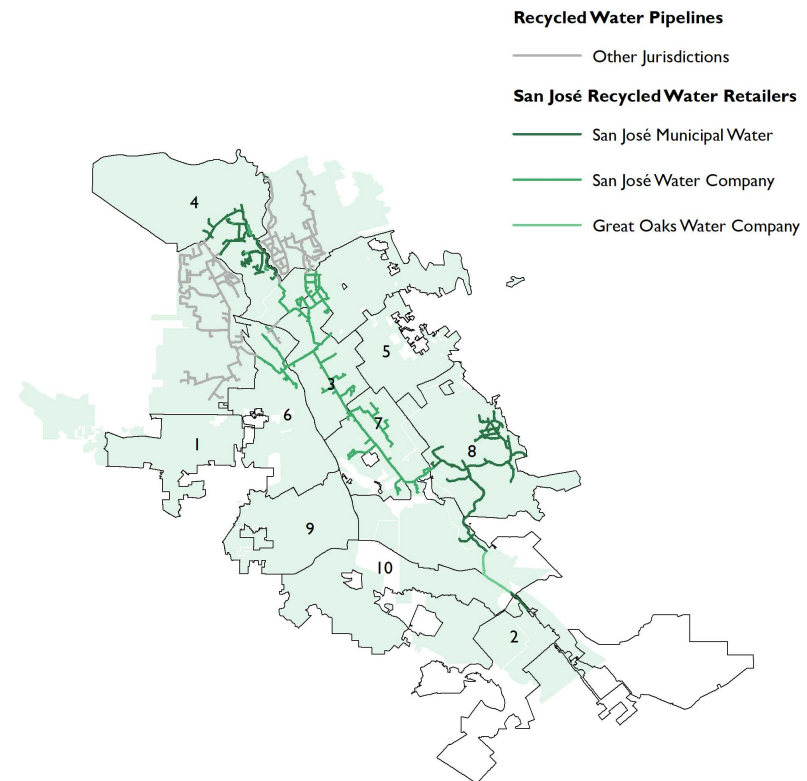 Recycled Water Pipelines
Other Jurisdictions
San José Recycled Water Retailers
San José Municipal Water
San José Water Company
Great Oaks Water Company
4
5
3
6
7
1
8
9
10
2